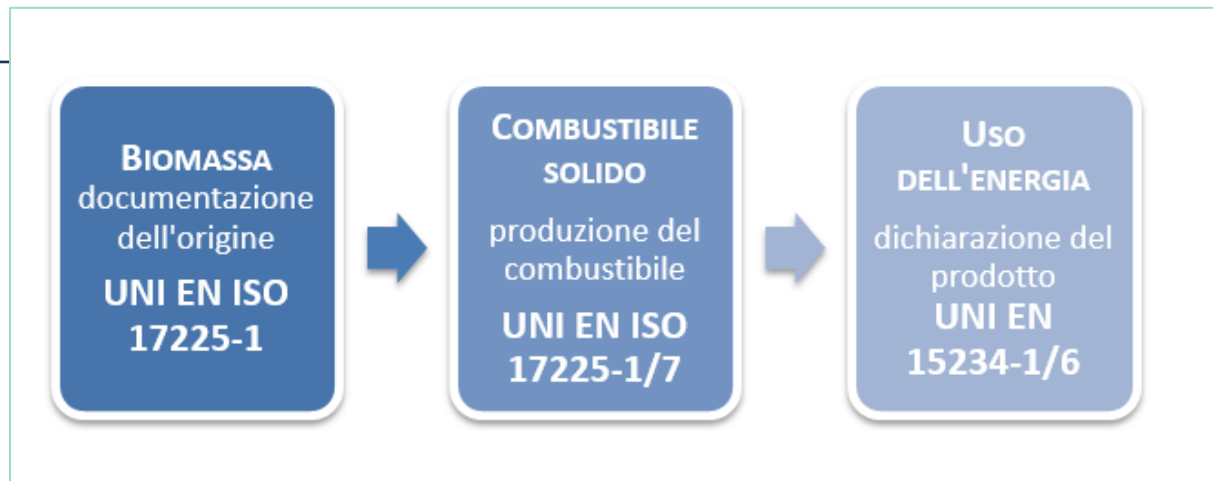 BIOMASSA
documentazione
dell'origine
UNI EN ISO
17225-1
COMBUSTIBILE
SOLIDO
produzione del
combustibile
UNI EN ISO
17225-1/7
USO
DELL'ENERGIA
dichiarazione del
prodotto
UNI EN
15234-1/6